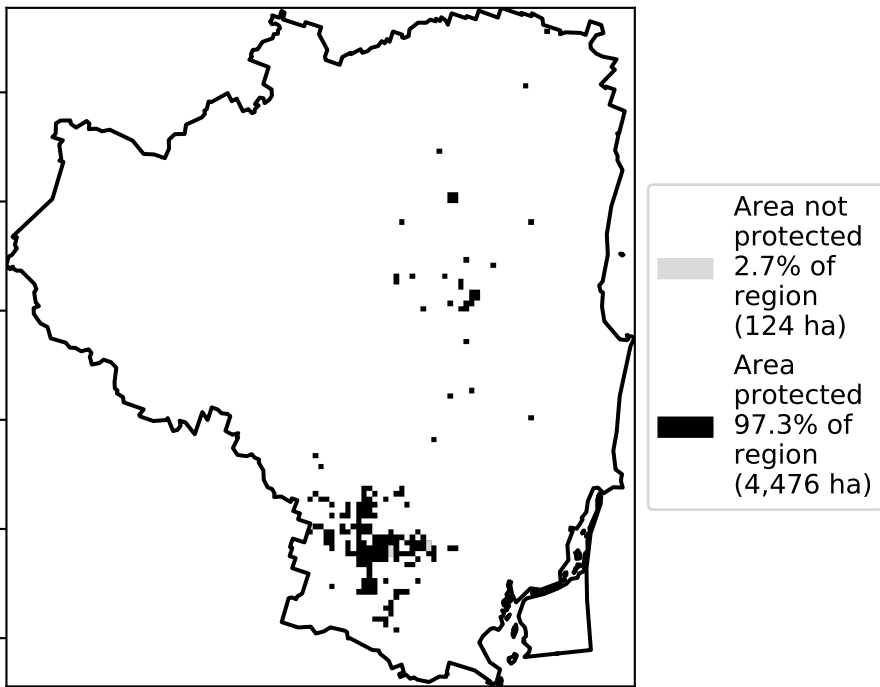 Area not
protected
2.7% of
region
(124 ha)
Area
protected
97.3% of
region
(4,476 ha)